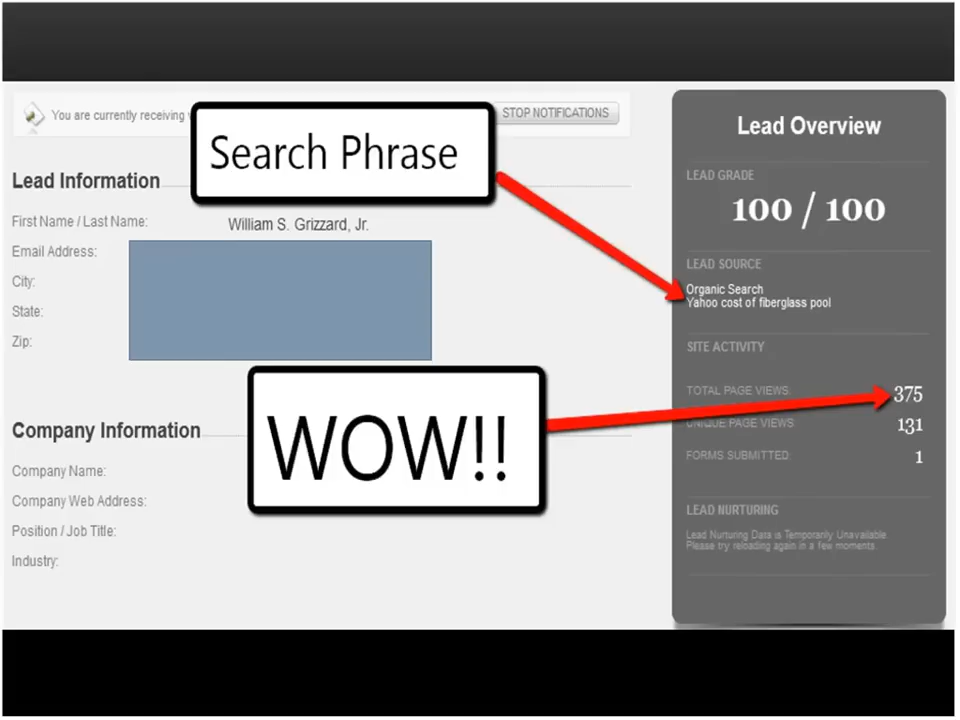 You are currently receiving
STOP NOTIFICATIONS
Search Phrase
Lead Information
First Name / Last Name:
William S. Grizzard, Jr.
Email Address:
City:
State:
Zip:
WOW!!
Company Information
Company Name:
Company Web Address:
Position / Job Title:
Industry:
Lead Overview
LEAD GRADE
100 / 100
LEAD SOURCE
Organic Search
Yahoo cost of fiberglass pool
SITE ACTIVITY
TOTAL PAGE VIEWS 375
UNIQUE PAGE VIEWS 131
FORMS SUBMITTED 1
LEAD NURTURING
Lead Nurturing Data is Temporarily Unavailable
Please try reloading again in a few moments.